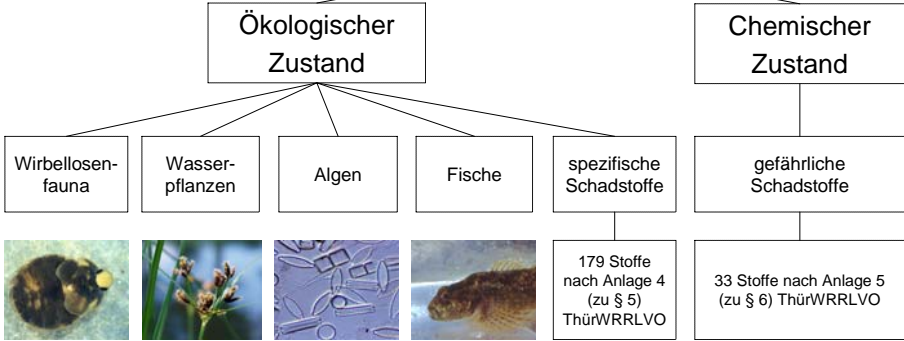 Ökologischer
Zustand
Chemischer
Zustand
Wirbellosen-
fauna
Wasser-
pflanzen
Algen
Fische
spezifische
Schadstoffe
gefährliche
Schadstoffe
179 Stoffe
nach Anlage 4
(zu § 5)
ThürWRRLVO
33 Stoffe nach Anlage 5
(zu § 6) ThürWRRLVO